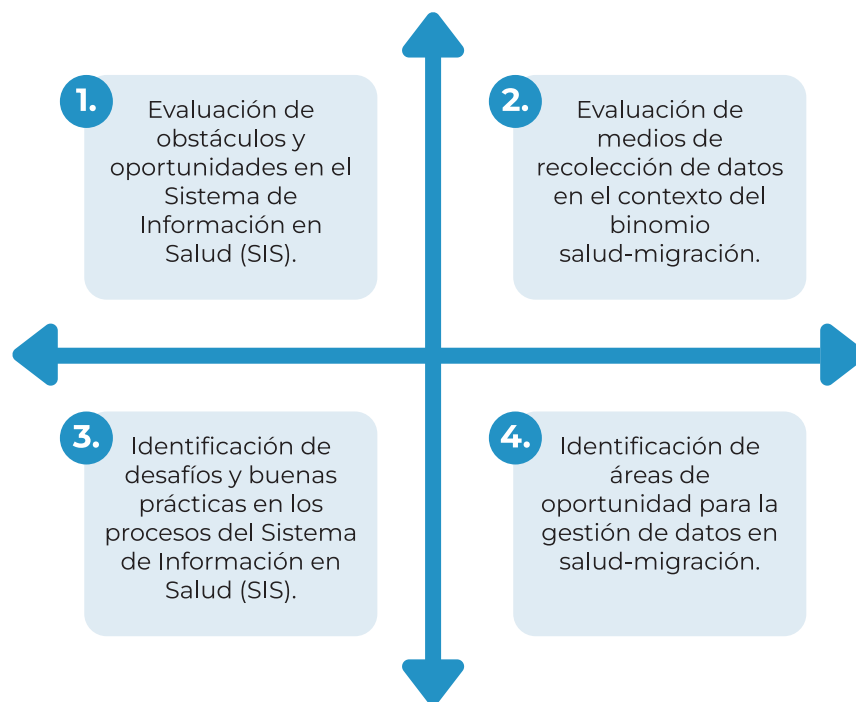 1.
Evaluación de
obstáculos y
oportunidades en el
Sistema de
Información en
Salud (SIS).
2.
Evaluación de
medios de
recolección de datos
en el contexto del
binomio
salud-migración.
3.
Identificación de
desafíos y buenas
prácticas en los
procesos del Sistema
de Información en
Salud (SIS).
4.
Identificación de
áreas de
oportunidad para la
gestión de datos en
salud-migración.